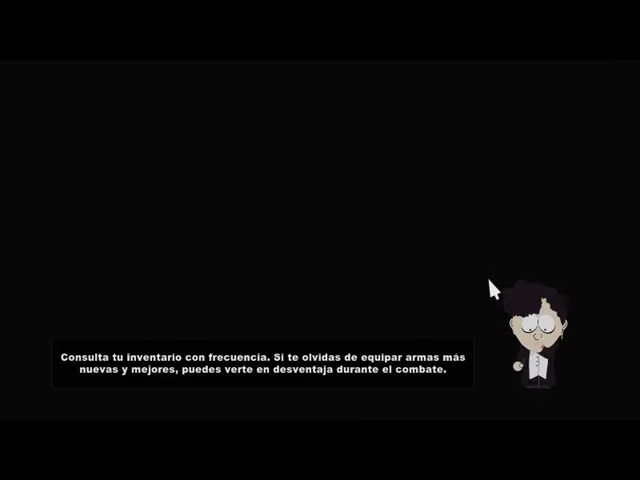 Consulta tu inventario con frecuencia. Si te olvidas de equipar armas más
nuevas y mejores, puedes verte en desventaja durante el combate.